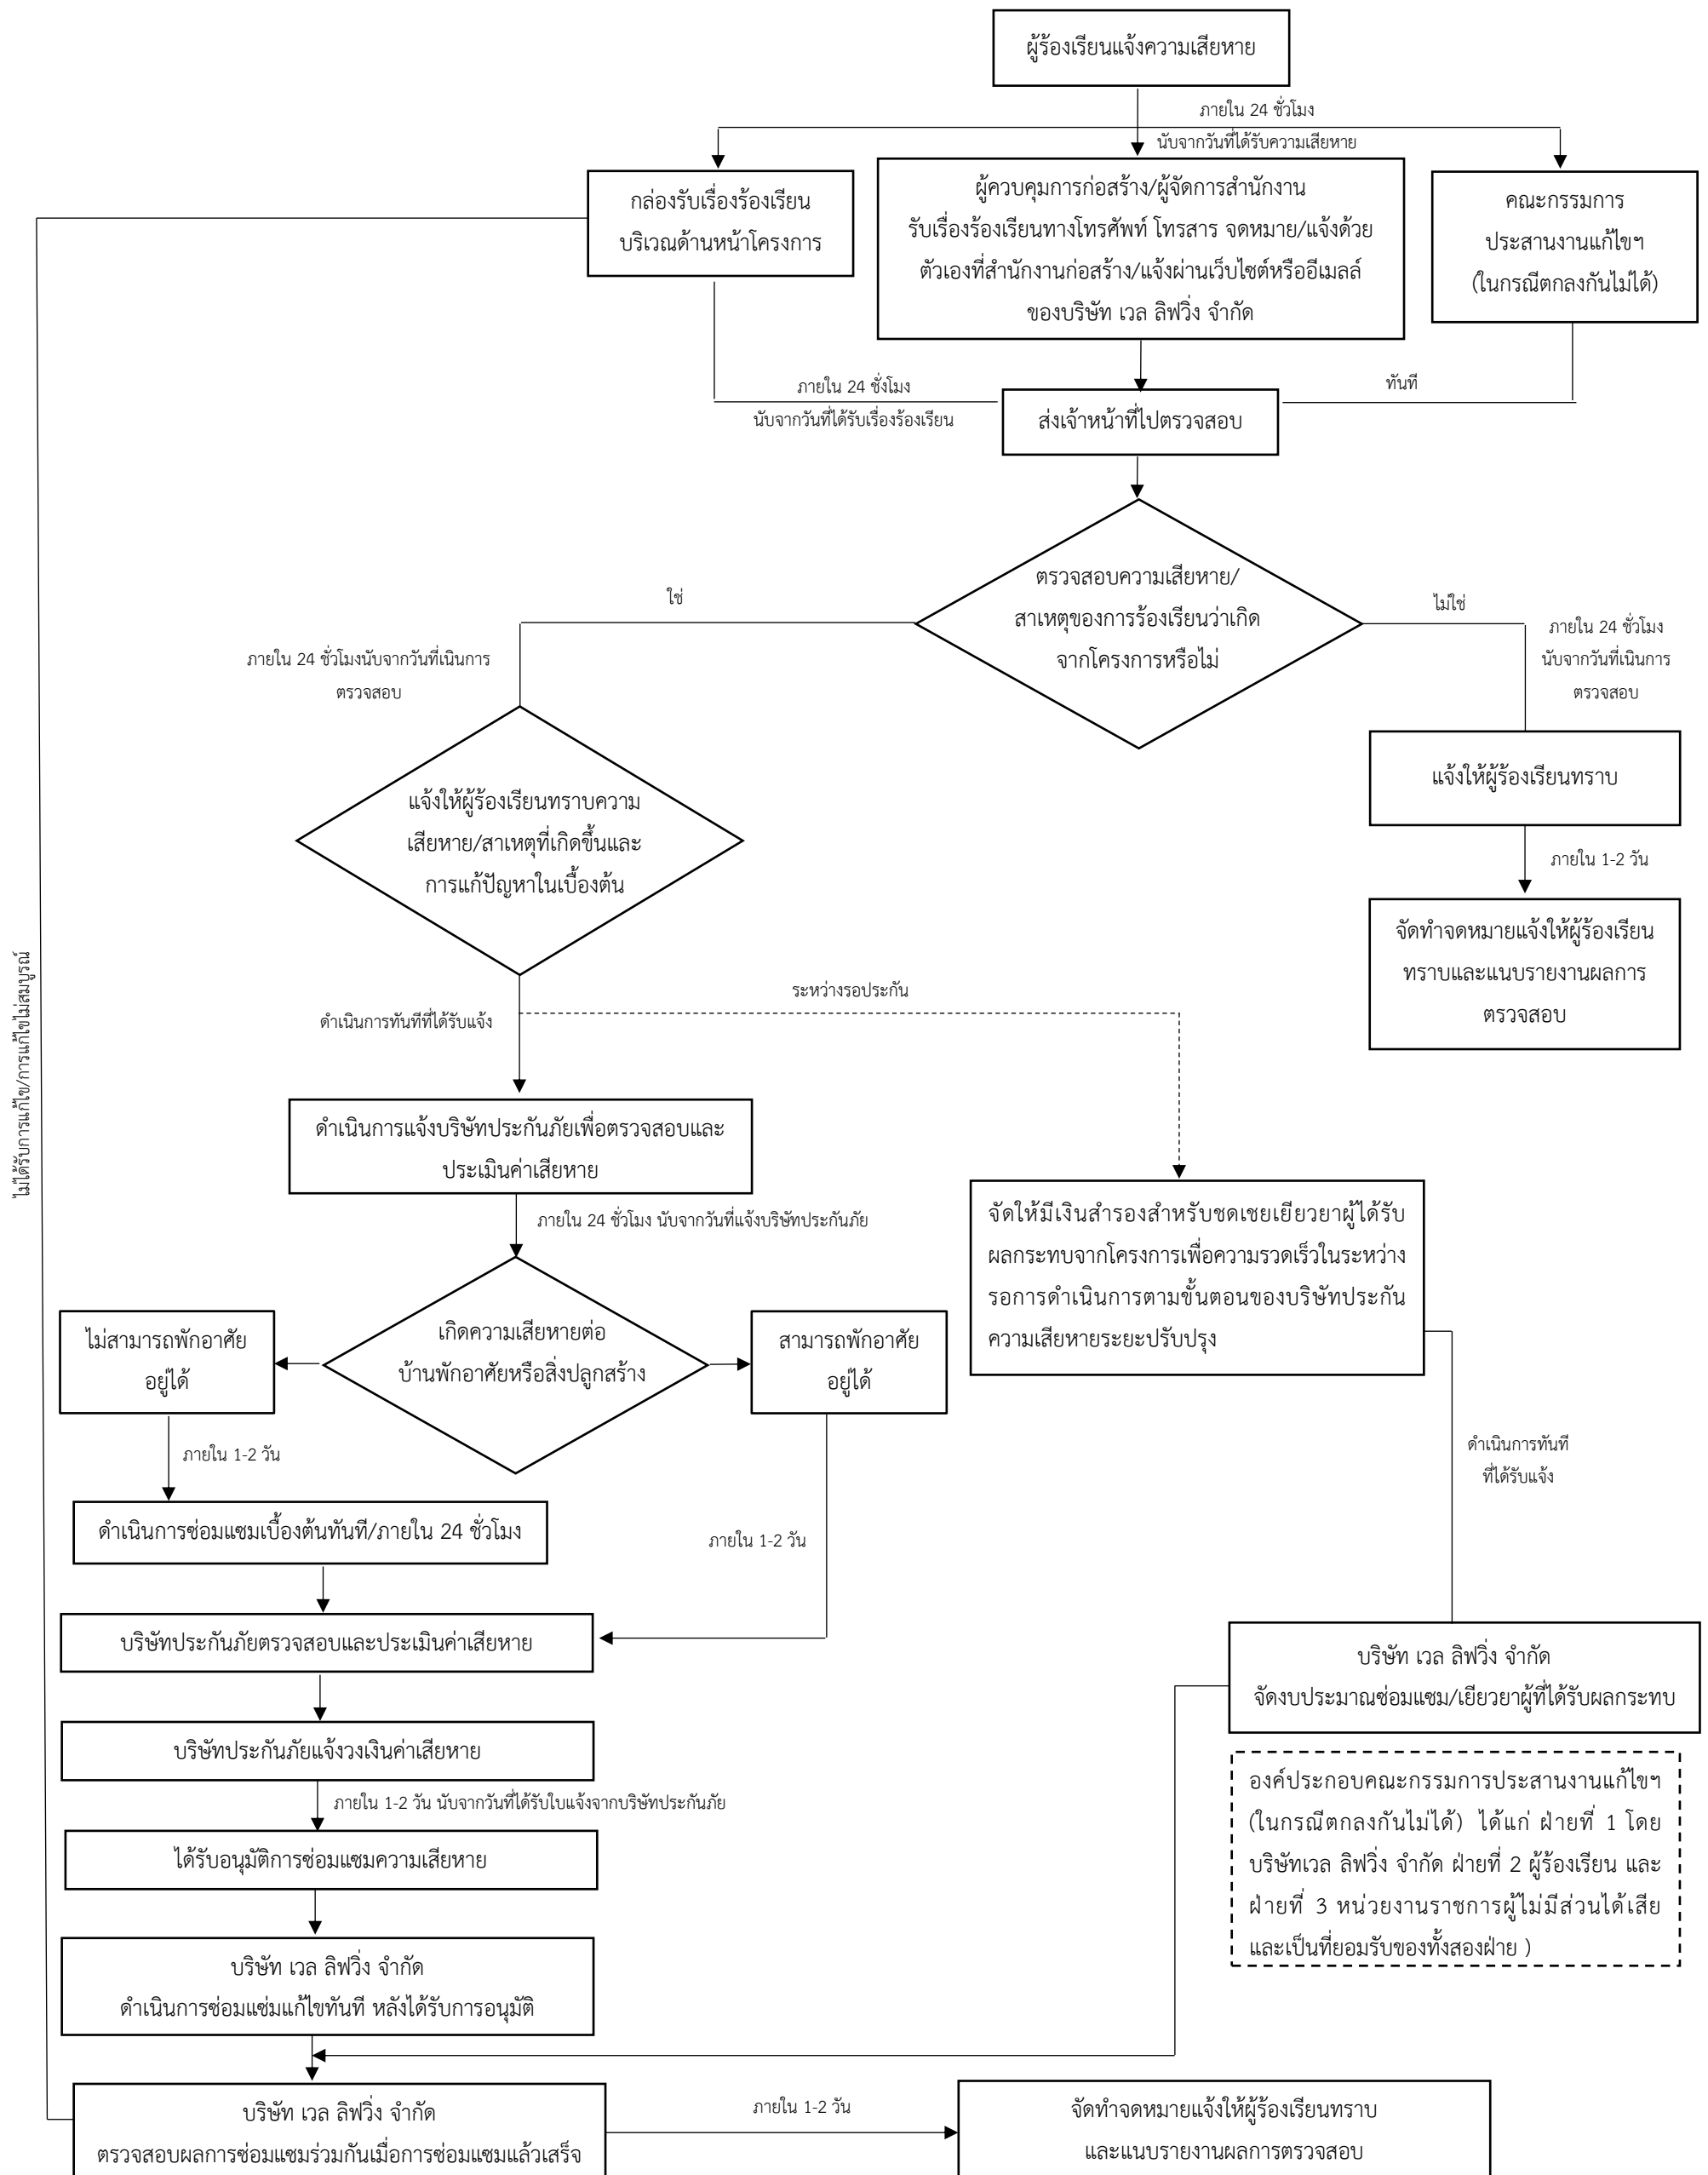 ผู้ร้องเรียนแจ้งความเสียหาย
ภายใน 24 ชั่วโมง
นับจากวันที่ได้รับความเสียหาย
กล่องรับเรื่องร้องเรียน
บริเวณด้านหน้าโครงการ
ผู้ควบคุมการก่อสร้าง/ผู้จัดการสำนักงาน
รับเรื่องร้องเรียนทางโทรศัพท์ โทรสาร จดหมาย/แจ้งด้วย
ตัวเองที่สำนักงานก่อสร้าง/แจ้งผ่านเว็บไซต์หรืออีเมลล์
ของบริษัท เวล ลิฟวิ่ง จำกัด
คณะกรรมการ
ประสานงานแก้ไขฯ
(ในกรณีตกลงกันไม่ได้)
ภายใน 24 ชั่งโมง
นับจากวันที่ได้รับเรื่องร้องเรียน
ทันที
ส่งเจ้าหน้าที่ไปตรวจสอบ
ตรวจสอบความเสียหาย/
สาเหตุของการร้องเรียนว่าเกิด
จากโครงการหรือไม่
ใช่
ไม่ใช่
ภายใน 24 ชั่วโมงนับจากวันที่เนินการ
ตรวจสอบ
ภายใน 24 ชั่วโมง
นับจากวันที่เนินการ
ตรวจสอบ
แจ้งให้ผู้ร้องเรียนทราบความ
เสียหาย/สาเหตุที่เกิดขึ้นและ
การแก้ปัญหาในเบื้องต้น
แจ้งให้ผู้ร้องเรียนทราบ
ภายใน 1-2 วัน
จัดทำจดหมายแจ้งให้ผู้ร้องเรียน
ทราบและแนบรายงานผลการ
ตรวจสอบ
ไม่ได้รับการแก้ไข/การแก้ไขไม่สมบูรณ์
ระหว่างรอประกัน
ดำเนินการทันทีที่ได้รับแจ้ง
ดำเนินการแจ้งบริษัทประกันภัยเพื่อตรวจสอบและ
ประเมินค่าเสียหาย
ภายใน 24 ชั่วโมง นับจากวันที่แจ้งบริษัทประกันภัย
จัดให้มีเงินสำรองสำหรับชดเชยเยียวยาผู้ได้รับ
ผลกระทบจากโครงการเพื่อความรวดเร็วในระหว่าง
รอการดำเนินการตามขั้นตอนของบริษัทประกัน
ความเสียหายระยะปรับปรุง
ไม่สามารถพักอาศัย
อยู่ได้
เกิดความเสียหายต่อ
บ้านพักอาศัยหรือสิ่งปลูกสร้าง
สามารถพักอาศัย
อยู่ได้
ภายใน 1-2 วัน
ดำเนินการทันที
ที่ได้รับแจ้ง
ดำเนินการซ่อมแซมเบื้องต้นทันที/ภายใน 24 ชั่วโมง
ภายใน 1-2 วัน
บริษัทประกันภัยตรวจสอบและประเมินค่าเสียหาย
บริษัท เวล ลิฟวิ่ง จำกัด
จัดงบประมาณซ่อมแซม/เยียวยาผู้ที่ได้รับผลกระทบ
บริษัทประกันภัยแจ้งวงเงินค่าเสียหาย
ภายใน 1-2 วัน นับจากวันที่ได้รับใบแจ้งจากบริษัทประกันภัย
องค์ประกอบคณะกรรมการประสานงานแก้ไขฯ
(ในกรณีตกลงกันไม่ได้) ได้แก่ ฝ่ายที่ 1 โดย
บริษัทเวล ลิฟวิ่ง จำกัด ฝ่ายที่ 2 ผู้ร้องเรียน และ
ฝ่ายที่ 3 หน่วยงานราชการผู้ไม่มีส่วนได้เสีย
และเป็นที่ยอมรับของทั้งสองฝ่าย )
ได้รับอนุมัติการซ่อมแซมความเสียหาย
บริษัท เวล ลิฟวิ่ง จำกัด
ดำเนินการซ่อมแซ่มแก้ไขทันที หลังได้รับการอนุมัติ
บริษัท เวล ลิฟวิ่ง จำกัด
ตรวจสอบผลการซ่อมแซมร่วมกันเมื่อการซ่อมแซมแล้วเสร็จ
ภายใน 1-2 วัน
จัดทำจดหมายแจ้งให้ผู้ร้องเรียนทราบ
และแนบรายงานผลการตรวจสอบ